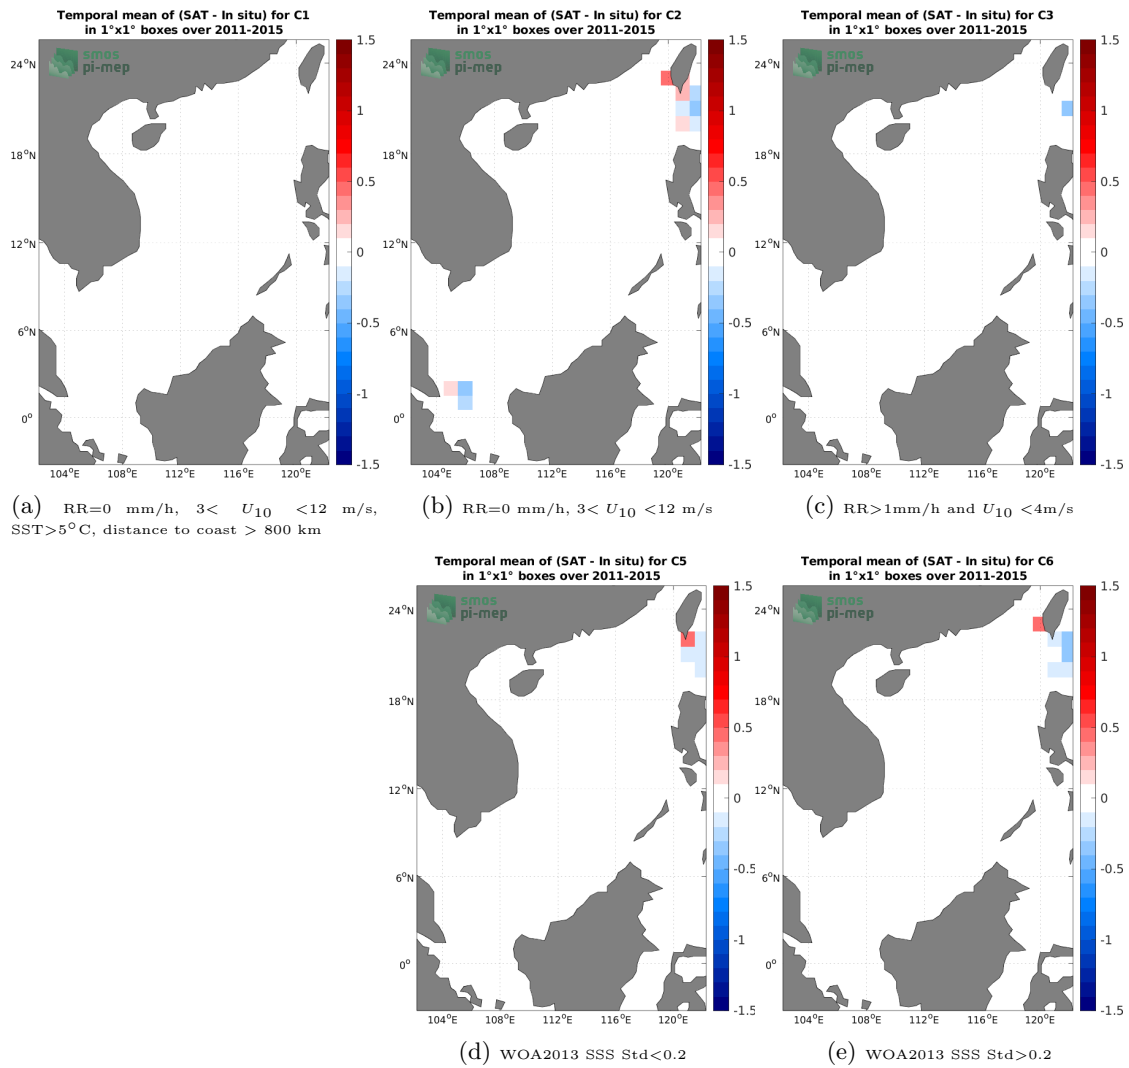 Temporal mean of (SAT - In situ) for C1
in 1°x1° boxes over 2011-2015
smos
pi-mep
24°N
18°N
12°N
6°N
0°
104°E 108°E 112°E 116°E 120°E
1.5
1
0.5
0
-0.5
-1
-1.5
(a) RR=0 mm/h, 3< U10 <12 m/s,
SST>5°C, distance to coast > 800 km
Temporal mean of (SAT - In situ) for C2
in 1°x1° boxes over 2011-2015
smos
pi-mep
24°N
18°N
12°N
6°N
0°
104°E 108°E 112°E 116°E 120°E
1.5
1
0.5
0
-0.5
-1
-1.5
(b) RR=0 mm/h, 3< U10 <12 m/s
Temporal mean of (SAT - In situ) for C3
in 1°x1° boxes over 2011-2015
smos
pi-mep
24°N
18°N
12°N
6°N
0°
104°E 108°E 112°E 116°E 120°E
1.5
1
0.5
0
-0.5
-1
-1.5
(c) RR>1mm/h and U10 <4m/s
Temporal mean of (SAT - In situ) for C5
in 1°x1° boxes over 2011-2015
smos
pi-mep
24°N
18°N
12°N
6°N
0°
104°E 108°E 112°E 116°E 120°E
1.5
1
0.5
0
-0.5
-1
-1.5
(d) WOA2013 SSS Std<0.2
Temporal mean of (SAT - In situ) for C6
in 1°x1° boxes over 2011-2015
smos
pi-mep
24°N
18°N
12°N
6°N
0°
104°E 108°E 112°E 116°E 120°E
1.5
1
0.5
0
-0.5
-1
-1.5
(e) WOA2013 SSS Std>0.2